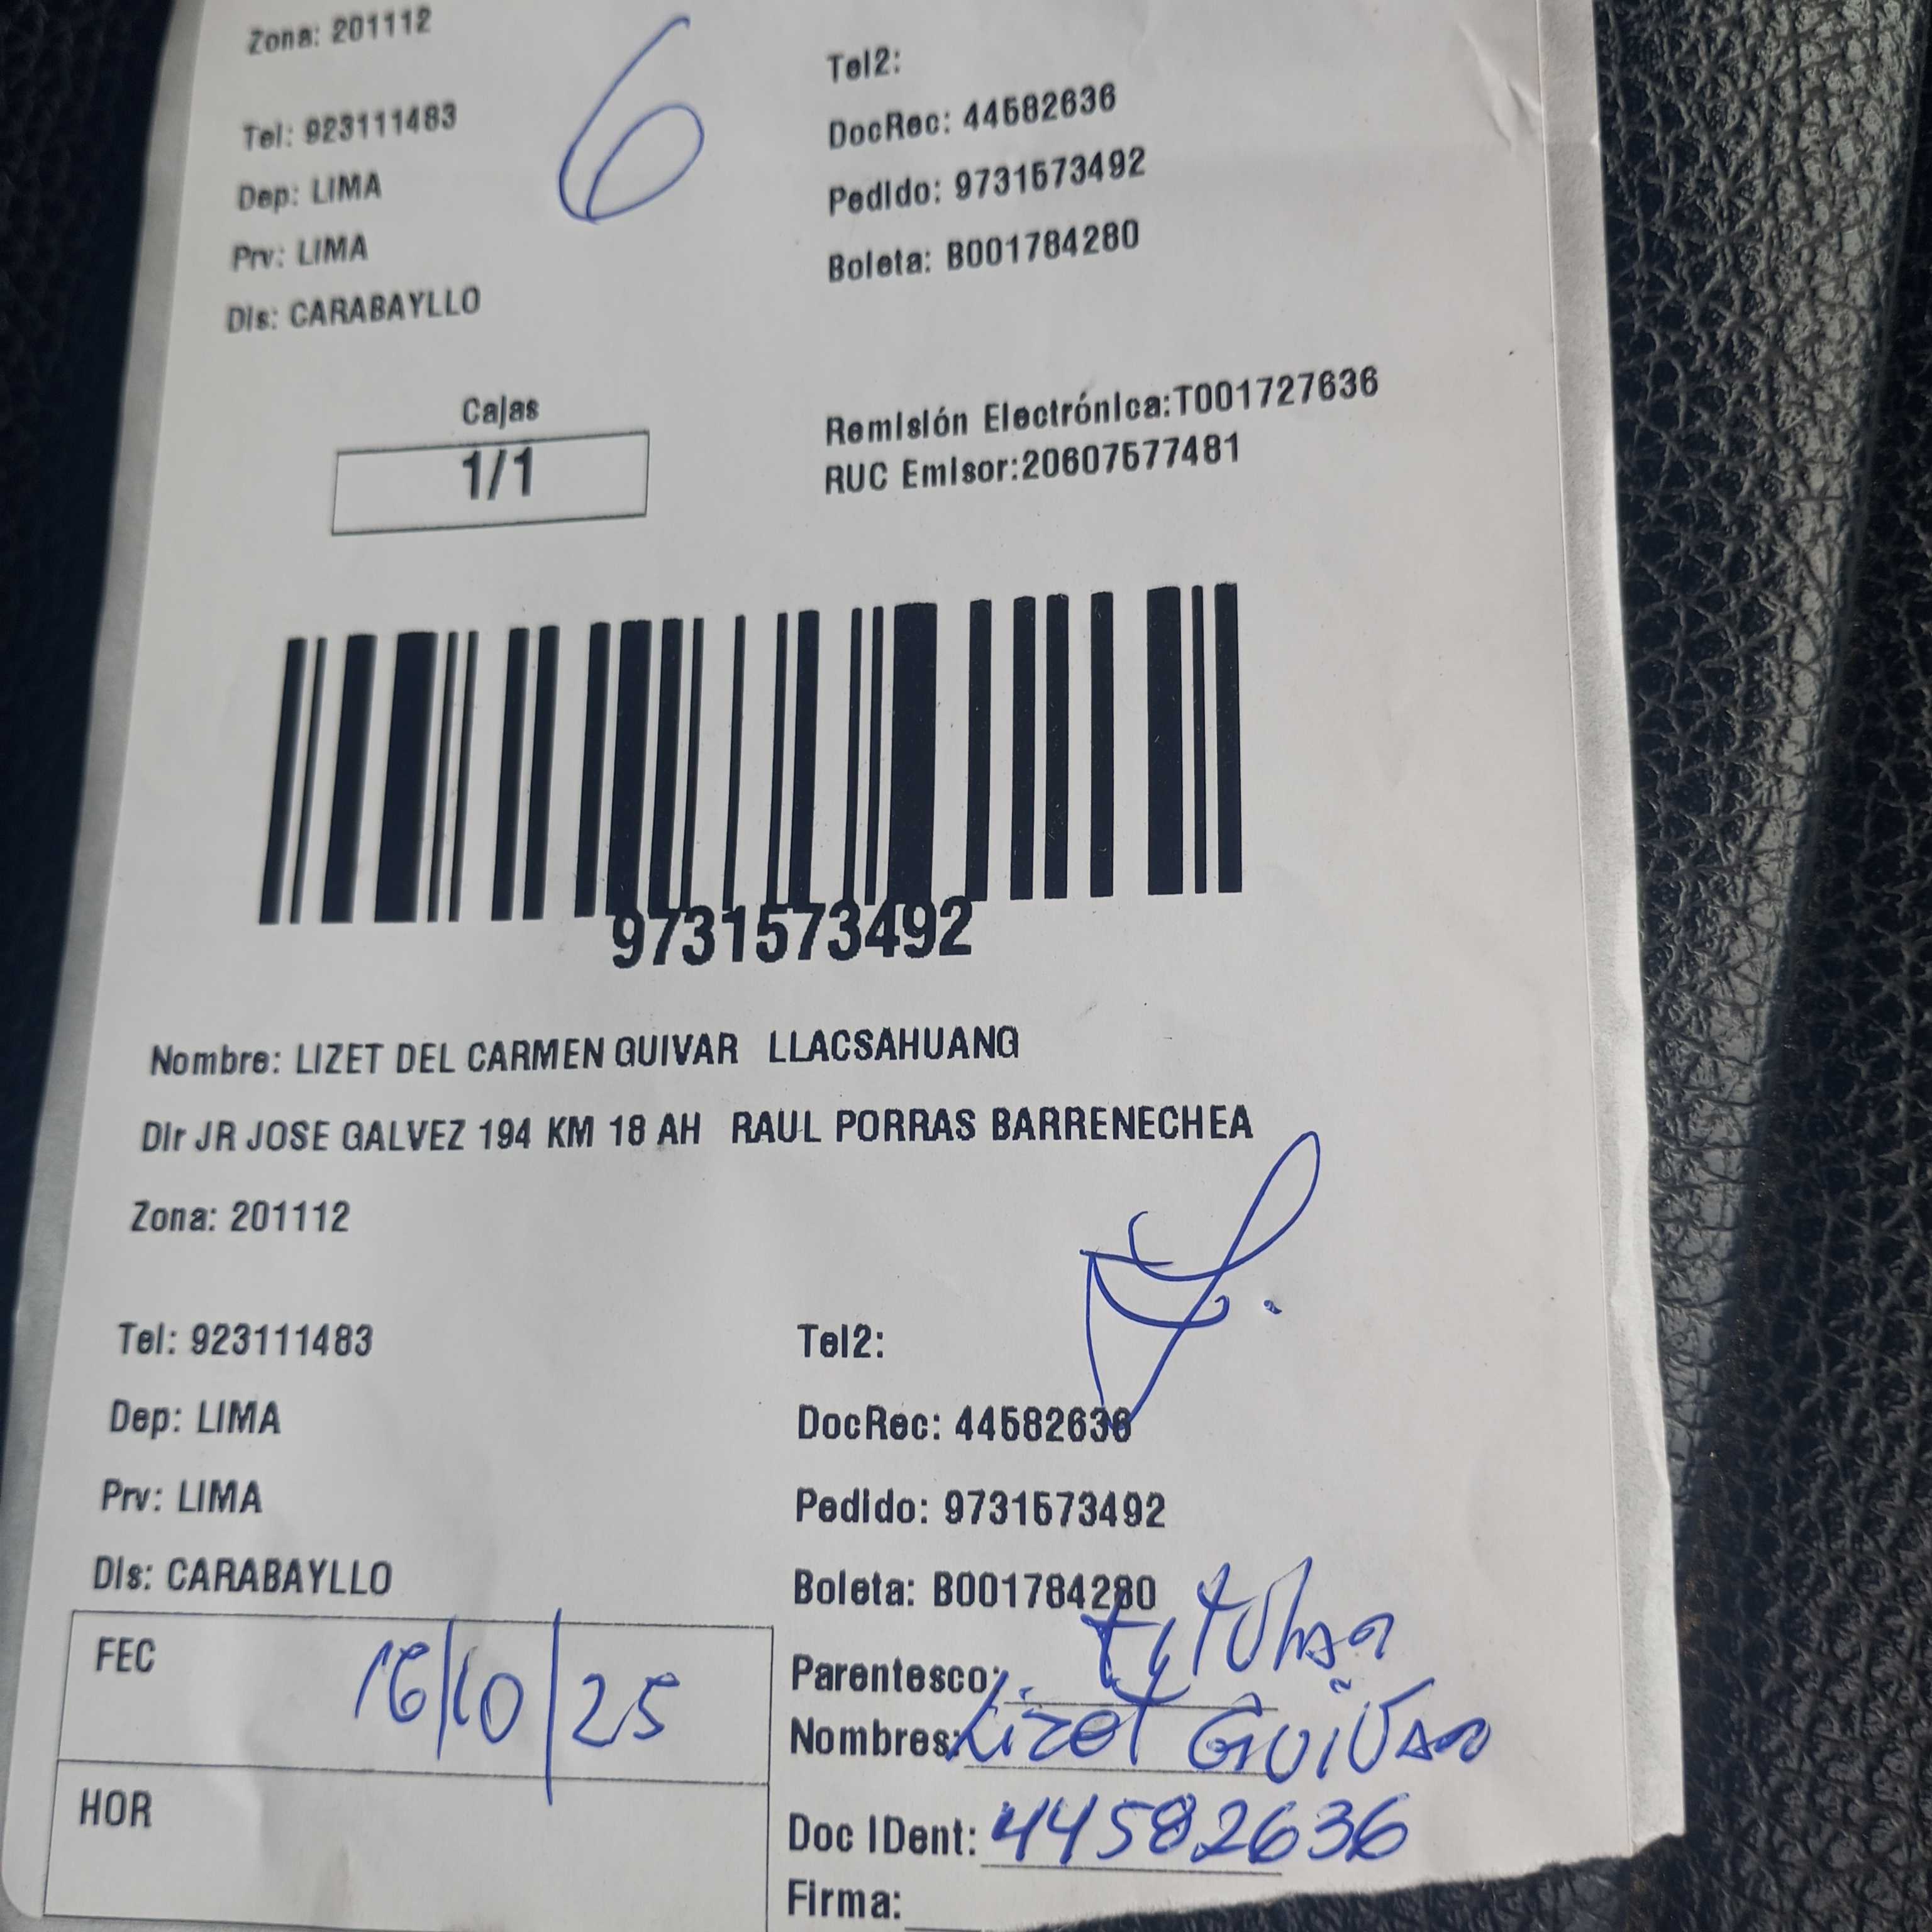 Zona: 201112
6
Tel2:
Tel: 923111483
DocRec: 44582636
Dep: LIMA
Pedido: 9731573492
Prv: LIMA
Boleta: B001784280
Dis: CARABAYLLO
Cajas
1/1
Remisión Electrónica:T001727636
RUC Emisor:20607577481
9731573492
Nombre: LIZET DEL CARMEN GUIVAR LLACSAHUANG
Dir JR JOSE GALVEZ 194 KM 18 AH RAUL PORRAS BARRENECHEA
Zona: 201112
Tel: 923111483
Tel2:
Dep: LIMA
DocRec: 44582636
Prv: LIMA
Pedido: 9731573492
Dis: CARABAYLLO
Boleta: B001784280
FEC 16/10/25
Parentesco:
Nombres: Lizet Guivar
HOR
Doc IDent: 44582636
Firma: